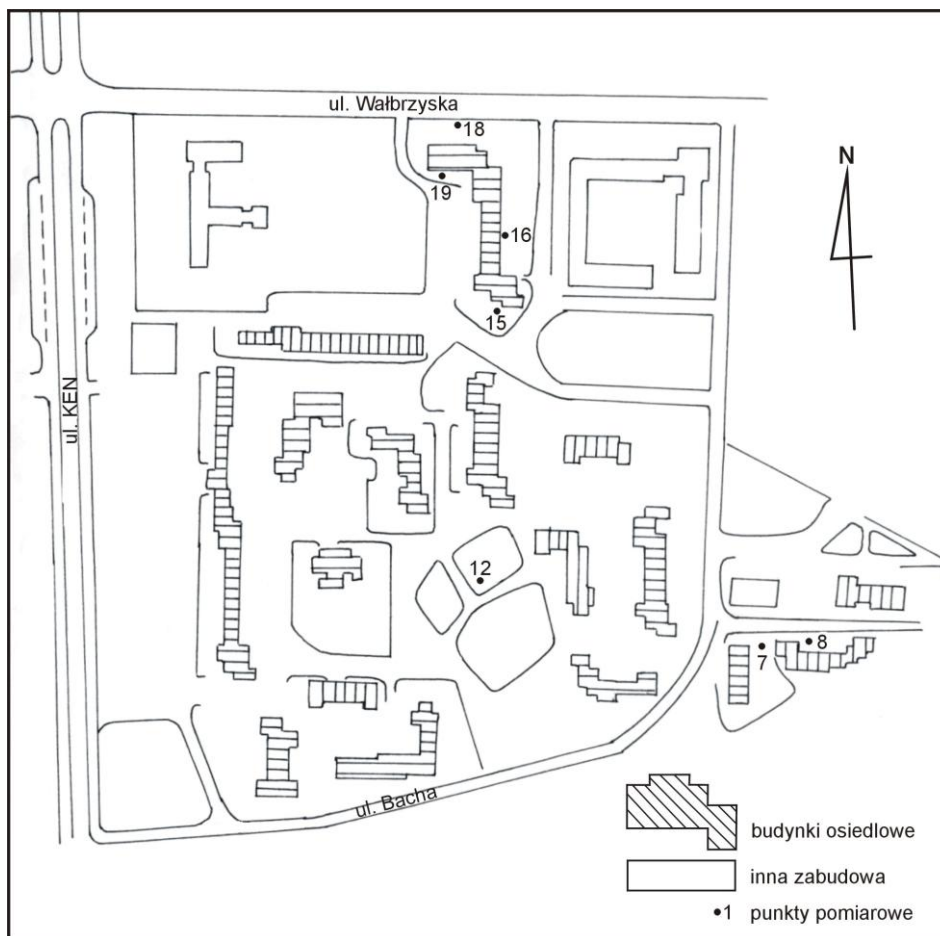 ul. Wałbrzyska
18
19
N
16
15
ul. KEN
12
7
8
ul. Bacha
budynki osiedlowe
inna zabudowa
1 punkty pomiarowe